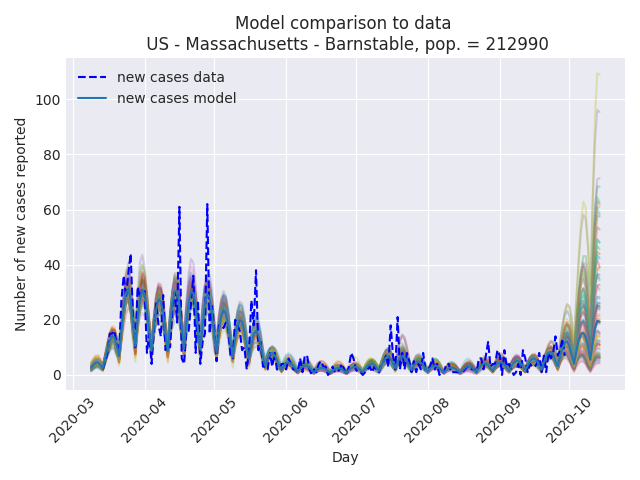 Model comparison to data
US - Massachusetts - Barnstable, pop. = 212990
new cases data
new cases model
Number of new cases reported
100
80
60
40
20
0
2020-03
2020-04
2020-05
2020-06
2020-07
2020-08
2020-09
2020-10
Day